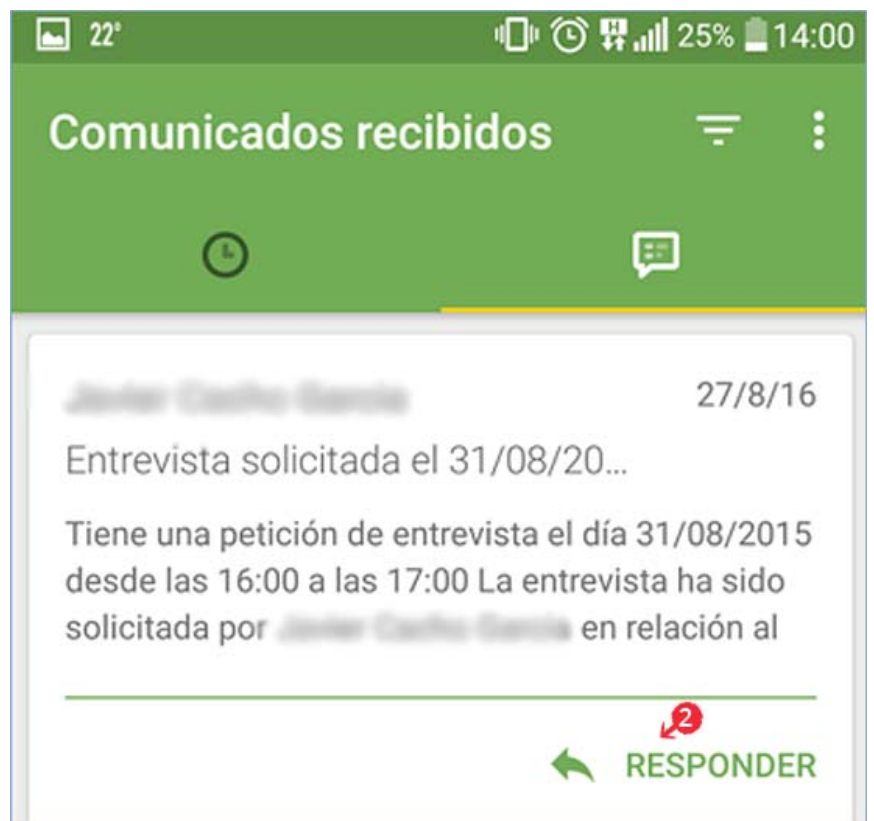 22° 25% 14:00
Comunicados recibidos
27/8/16
Entrevista solicitada el 31/08/20...
Tiene una petición de entrevista el día 31/08/2015
desde las 16:00 a las 17:00 La entrevista ha sido
solicitada por en relación al
2
RESPONDER